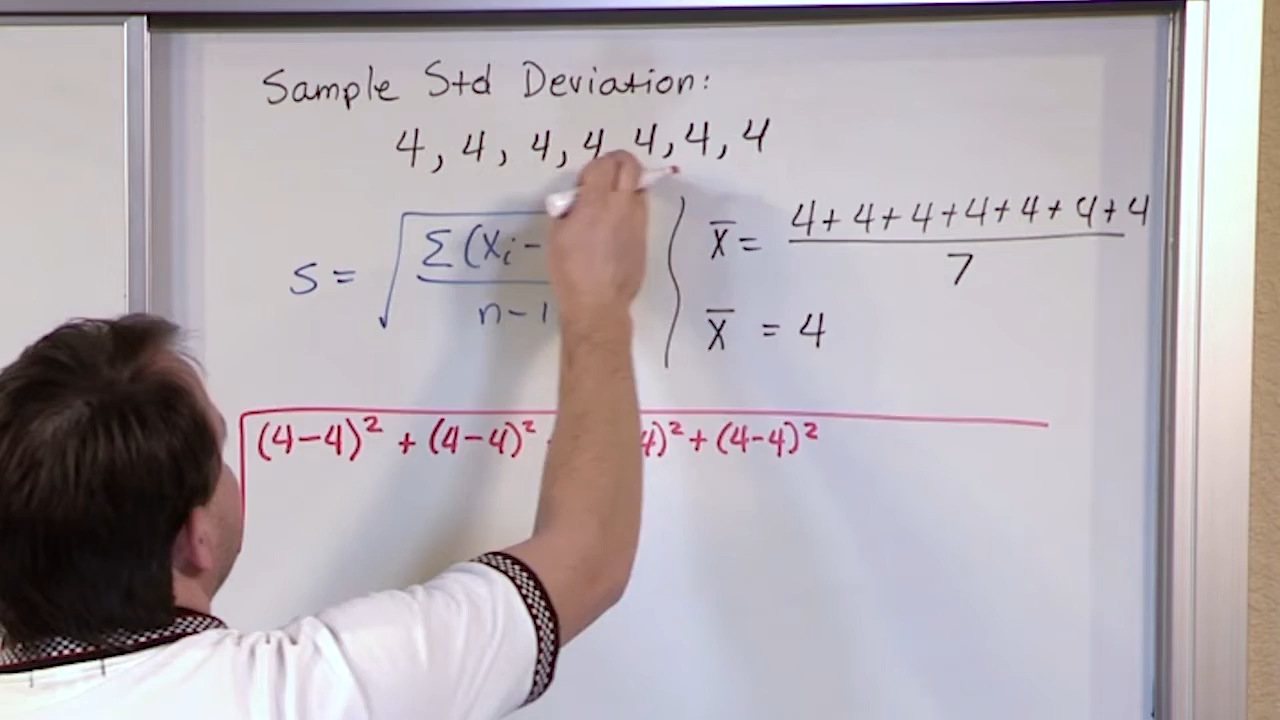 Sample Std Deviation:
4, 4, 4, 4 4, 4, 4
S = √ Σ(xᵢ -
n-1
x̄ = 4+4+4+4+4+4+4
7
x̄ = 4
(4-4)² + (4-4)² 4)² + (4-4)²